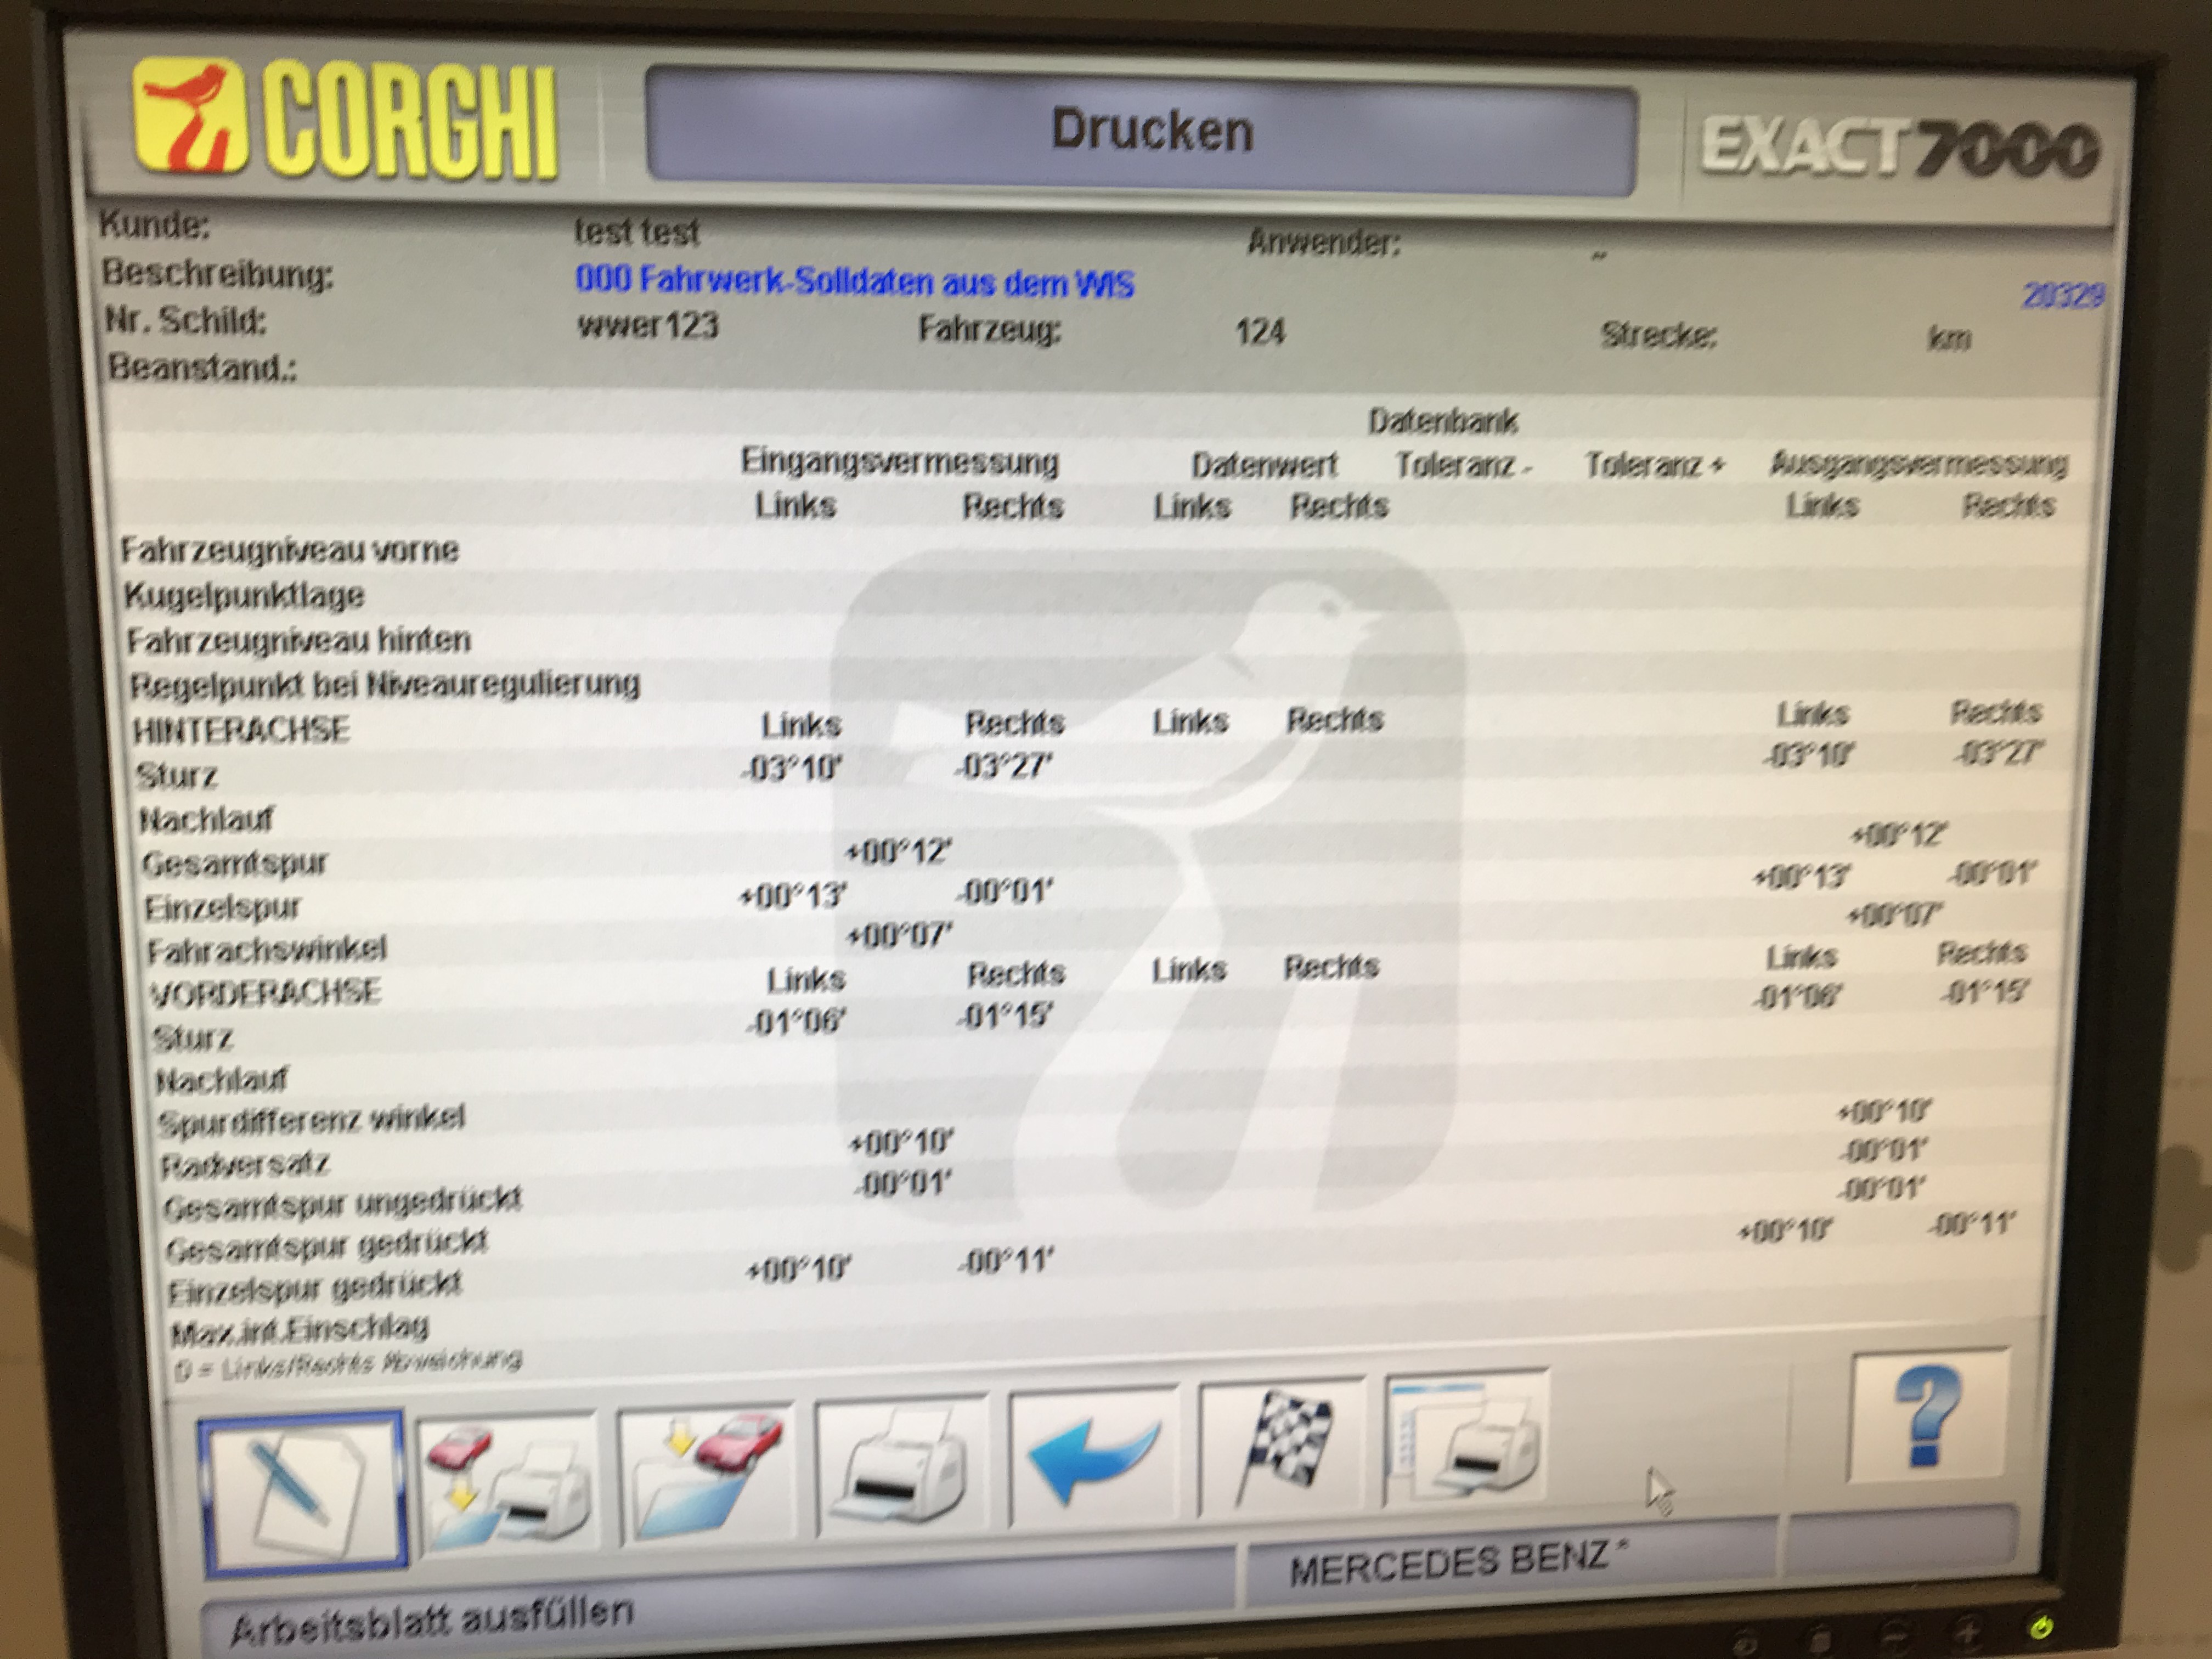 CORGHI
Drucken
EXACT7000
Kunde: test test Anwender: --
Beschreibung: 000 Fahrwerk-Solldaten aus dem WIS 20329
Nr. Schild: wwer123 Fahrzeug: 124 Strecke: km
Beanstand.:
Datenbank
Eingangsvermessung Datenwert Toleranz - Toleranz + Ausgangsvermessung
Links Rechts Links Rechts Links Rechts
Fahrzeugniveau vorne
Kugelpunktlage
Fahrzeugniveau hinten
Regelpunkt bei Niveauregulierung
HINTERACHSE Links Rechts Links Rechts Links Rechts
Sturz -03°10' -03°27' -03°10' -03°27'
Nachlauf
Gesamtspur +00°12' +00°12'
Einzelspur +00°13' -00°01' +00°13' -00°01'
Fahrachswinkel +00°07' +00°07'
VORDERACHSE Links Rechts Links Rechts Links Rechts
Sturz -01°06' -01°15' -01°06' -01°15'
Nachlauf
Spurdifferenz winkel
Radversatz +00°10' +00°10'
Gesamtspur ungedrückt -00°01' -00°01'
Gesamtspur gedrückt -00°01'
Einzelspur gedrückt +00°10' -00°11' +00°10' -00°11'
Max.int.Einschlag
D = Links/Rechts Abweichung
?
MERCEDES BENZ *
Arbeitsblatt ausfüllen